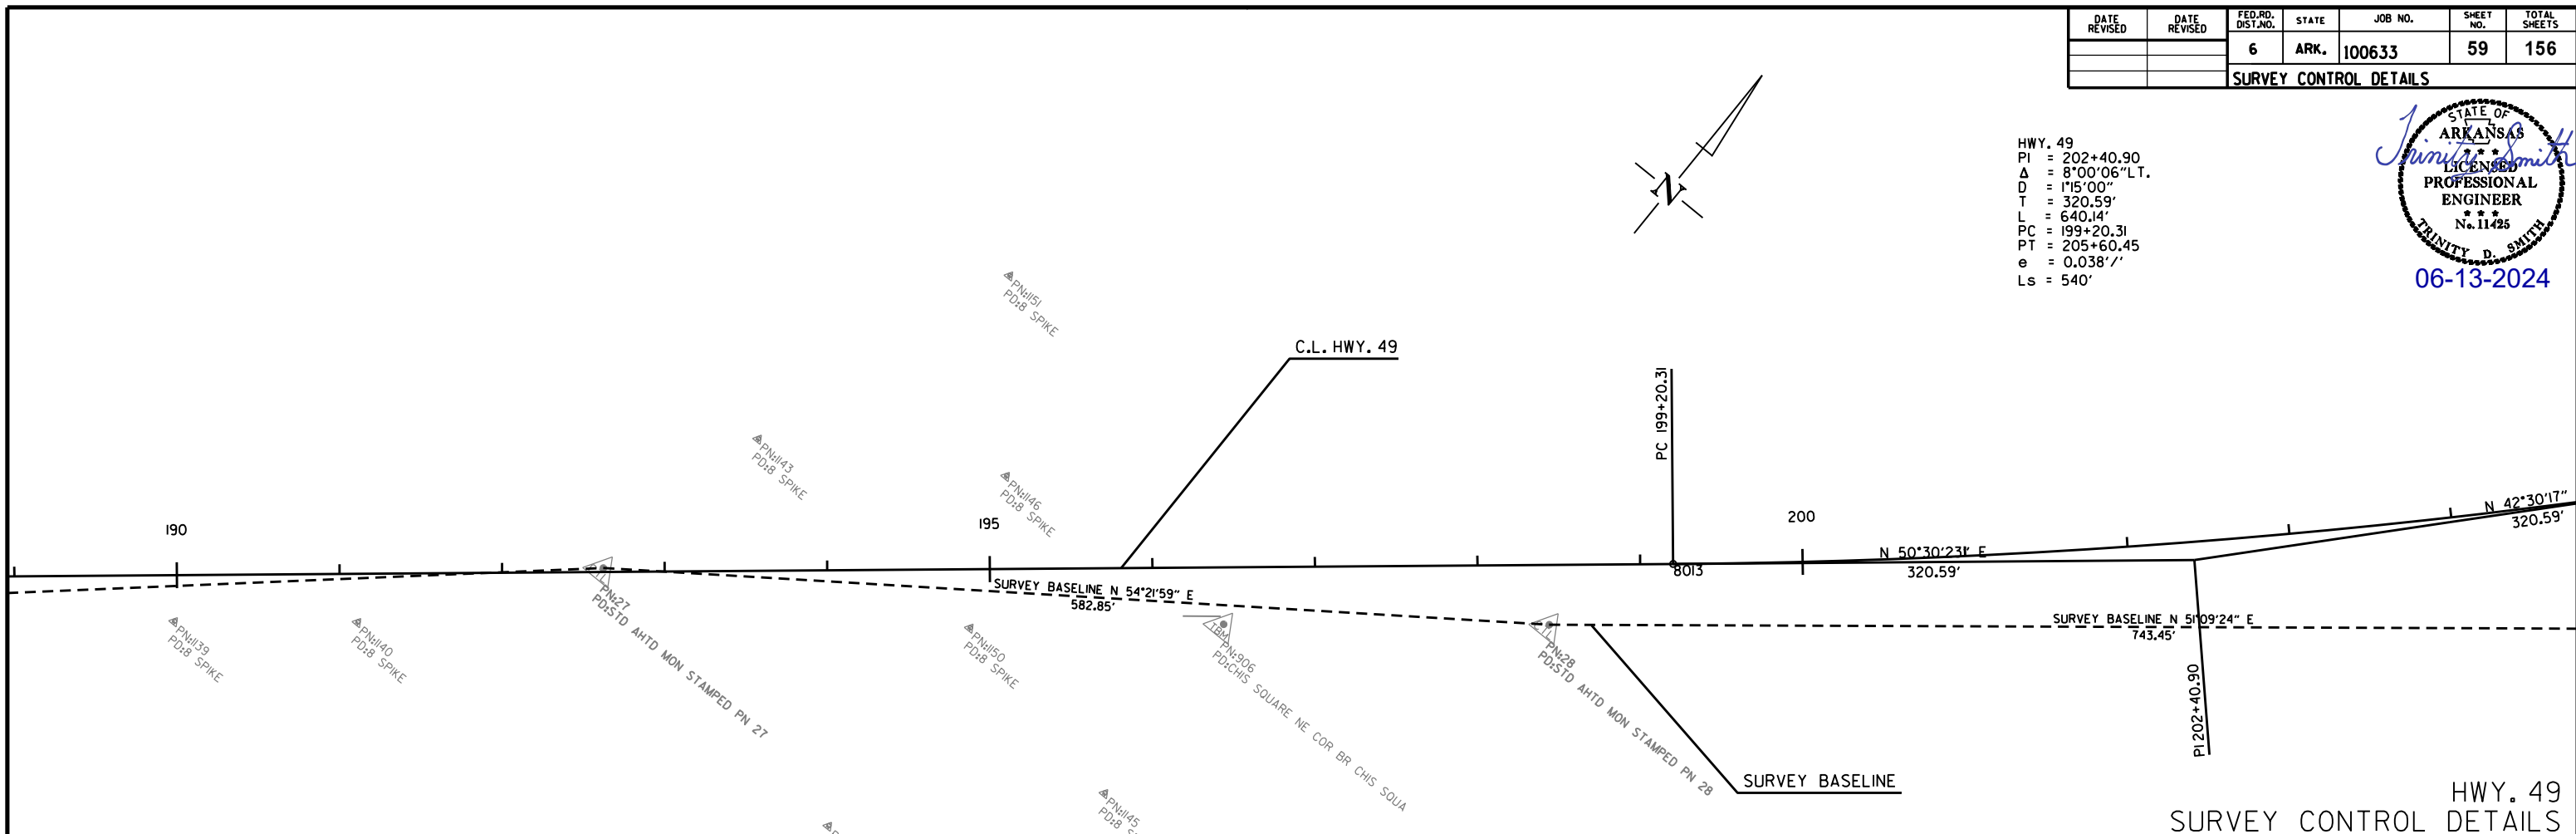 DATE REVISED
DATE REVISED
FED.RD. DIST.NO.
STATE
JOB NO.
SHEET NO.
TOTAL SHEETS
6
ARK.
100633
59
156
SURVEY CONTROL DETAILS
STATE OF
ARKANSAS
LICENSED
PROFESSIONAL
ENGINEER
No. 11425
TRINITY D. SMITH
Trinity Smith
06-13-2024
HWY. 49
PI = 202+40.90
Δ = 8°00'06"LT.
D = 1°15'00"
T = 320.59'
L = 640.14'
PC = 199+20.31
PT = 205+60.45
e = 0.038'/'
Ls = 540'
N
PN:1151
PD:8 SPIKE
C.L. HWY. 49
PC 199+20.31
PN:1143
PD:8 SPIKE
PN:1146
PD:8 SPIKE
190
195
200
N 42°30'17"
320.59'
N 50°30'23" E
320.59'
8013
SURVEY BASELINE N 54°21'59" E
582.85'
PN:27
PD:STD AHTD MON STAMPED PN 27
PN:1139
PD:8 SPIKE
PN:1140
PD:8 SPIKE
PN:1150
PD:8 SPIKE
TBM
PN:906
PD:CHIS SQUARE NE COR BR CHIS SQUA
PN:28
PD:STD AHTD MON STAMPED PN 28
SURVEY BASELINE N 51°09'24" E
743.45'
PI 202+40.90
SURVEY BASELINE
PN:1145
PD:8
HWY. 49
SURVEY CONTROL DETAILS